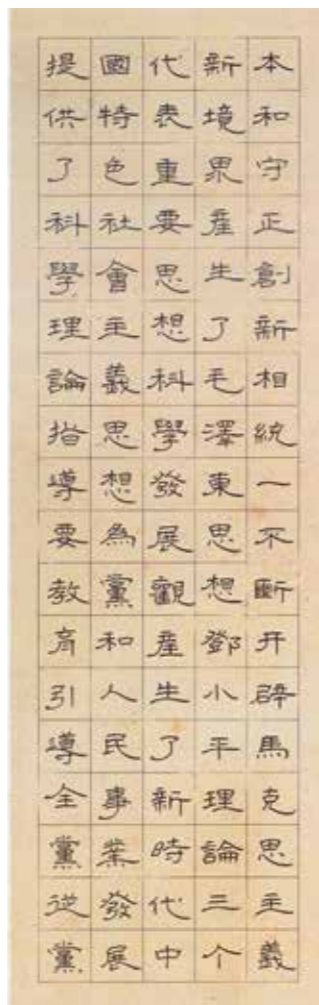 本和守正創新相統一不斷开辟馬克思主義
新境界産生了毛澤東思想鄧小平理論三个
代表重要思想科學發展觀産生了新時代中
國特色社會主義思想為黨和人民事業發展
提供了科學理論指導要教育引導全黨從黨